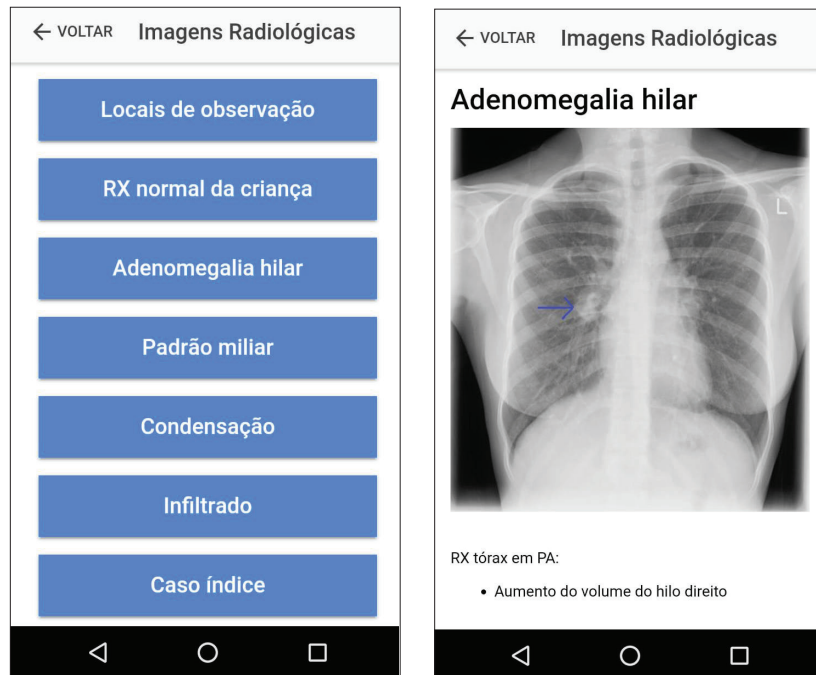 ← VOLTAR Imagens Radiológicas
Locais de observação
RX normal da criança
Adenomegalia hilar
Padrão miliar
Condensação
Infiltrado
Caso índice
← VOLTAR Imagens Radiológicas
Adenomegalia hilar
L
RX tórax em PA:
• Aumento do volume do hilo direito